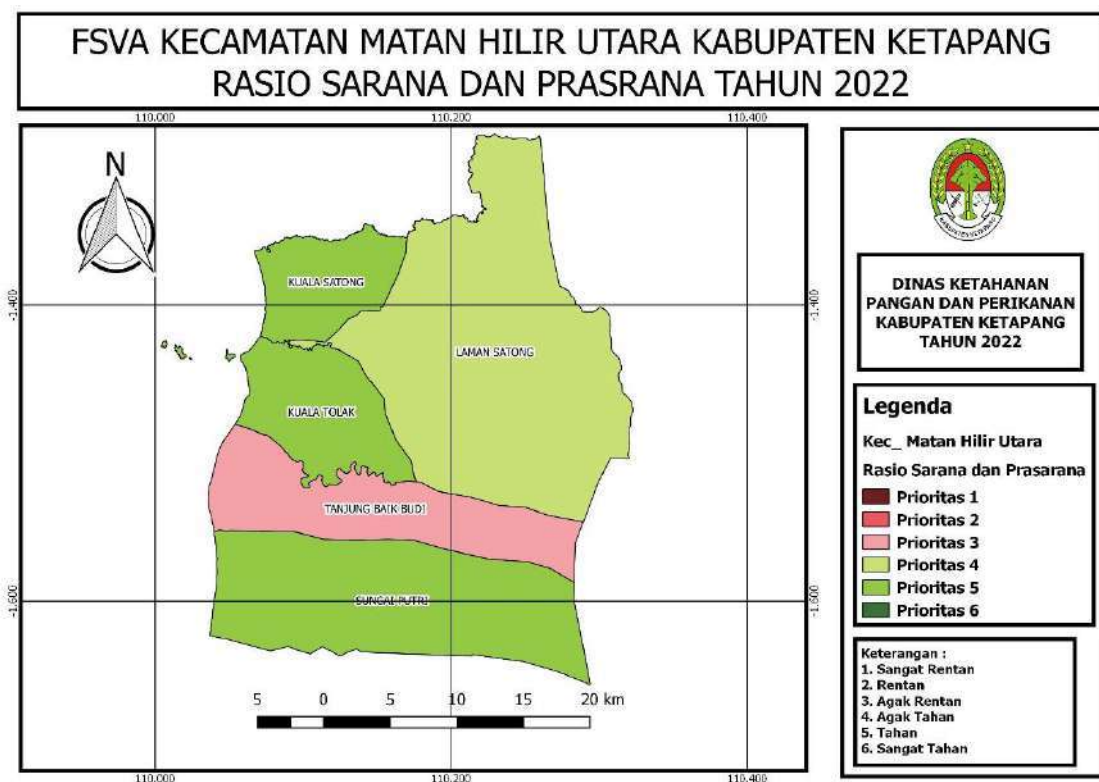 FSVA KECAMATAN MATAN HILIR UTARA KABUPATEN KETAPANG
RASIO SARANA DAN PRASRANA TAHUN 2022
110.000 110.200 110.400
N
KUALA SATONG
-1.400 -1.400
LAMAN SATONG
KUALA TOLAK
TANJUNG BAIK BUDI
-1.600 -1.600
SUNGAI PUTRI
5 0 5 10 15 20 km
110.000 110.200 110.400
KABUPATEN KETAPANG
DINAS KETAHANAN
PANGAN DAN PERIKANAN
KABUPATEN KETAPANG
TAHUN 2022
Legenda
Kec_ Matan Hilir Utara
Rasio Sarana dan Prasarana
Prioritas 1
Prioritas 2
Prioritas 3
Prioritas 4
Prioritas 5
Prioritas 6
Keterangan :
1. Sangat Rentan
2. Rentan
3. Agak Rentan
4. Agak Tahan
5. Tahan
6. Sangat Tahan